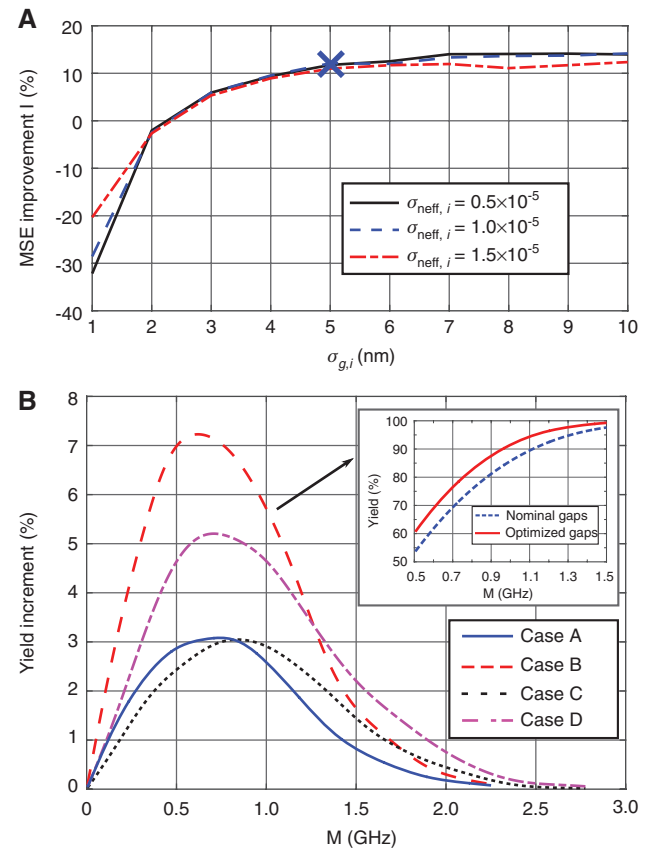 A
MSE improvement I (%)
20
10
0
-10
-20
-30
-40
σneff, i = 0.5×10-5
σneff, i = 1.0×10-5
σneff, i = 1.5×10-5
1 2 3 4 5 6 7 8 9 10
σg,i (nm)
B
Yield increment (%)
8
7
6
5
4
3
2
1
0
0 0.5 1.0 1.5 2.0 2.5 3.0
M (GHz)
Yield (%)
100
90
80
70
60
50
Nominal gaps
Optimized gaps
0.5 0.7 0.9 1.1 1.3 1.5
M (GHz)
Case A
Case B
Case C
Case D